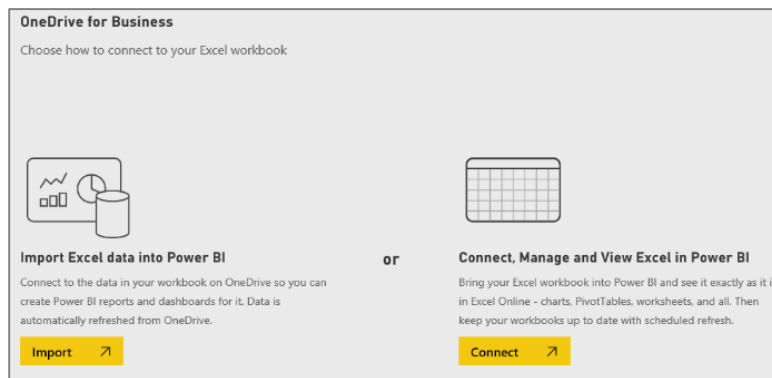 OneDrive for Business
Choose how to connect to your Excel workbook
Import Excel data into Power BI
Connect to the data in your workbook on OneDrive so you can
create Power BI reports and dashboards for it. Data is
automatically refreshed from OneDrive.
Import
or
Connect, Manage and View Excel in Power BI
Bring your Excel workbook into Power BI and see it exactly as it
in Excel Online - charts, PivotTables, worksheets, and all. Then
keep your workbooks up to date with scheduled refresh.
Connect